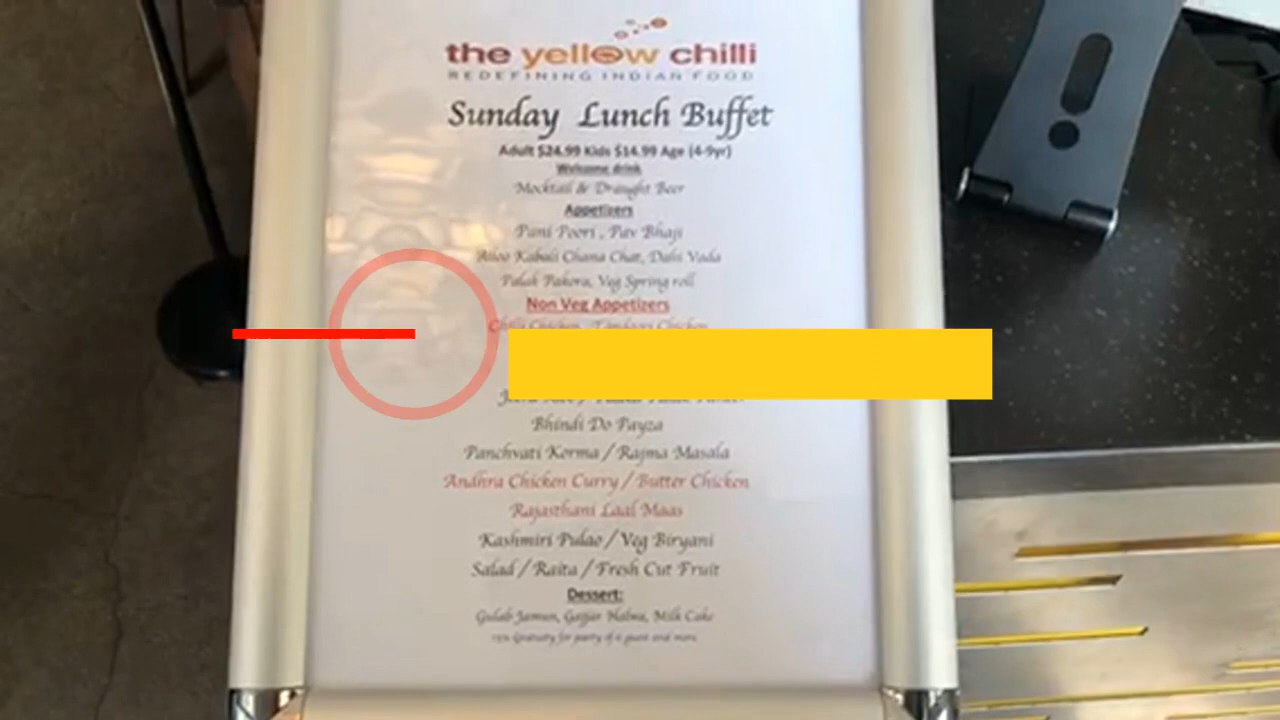 the yellow chilli
REDEFINING INDIAN FOOD
Sunday Lunch Buffet
Adult $24.99 Kids $14.99 Age (4-9yr)
Welcome drink
Mocktail & Draught Beer
Appetizers
Pani Poori , Pav Bhaji
Aloo Kabuli Chana Chat, Dahi Vada
Palak Pakora, Veg Spring roll
Non Veg Appetizers
Chicken , Tandoori Chicken
Bhindi Do Payza
Panchvati Korma / Rajma Masala
Andhra Chicken Curry / Butter Chicken
Rajasthani Laal Maas
Kashmiri Pulao / Veg Biryani
Salad / Raita / Fresh Cut Fruit
Dessert:
Gulab Jamun, Gajjar Halwa, Milk Cake
15% Gratuity for party of 6 guest and more